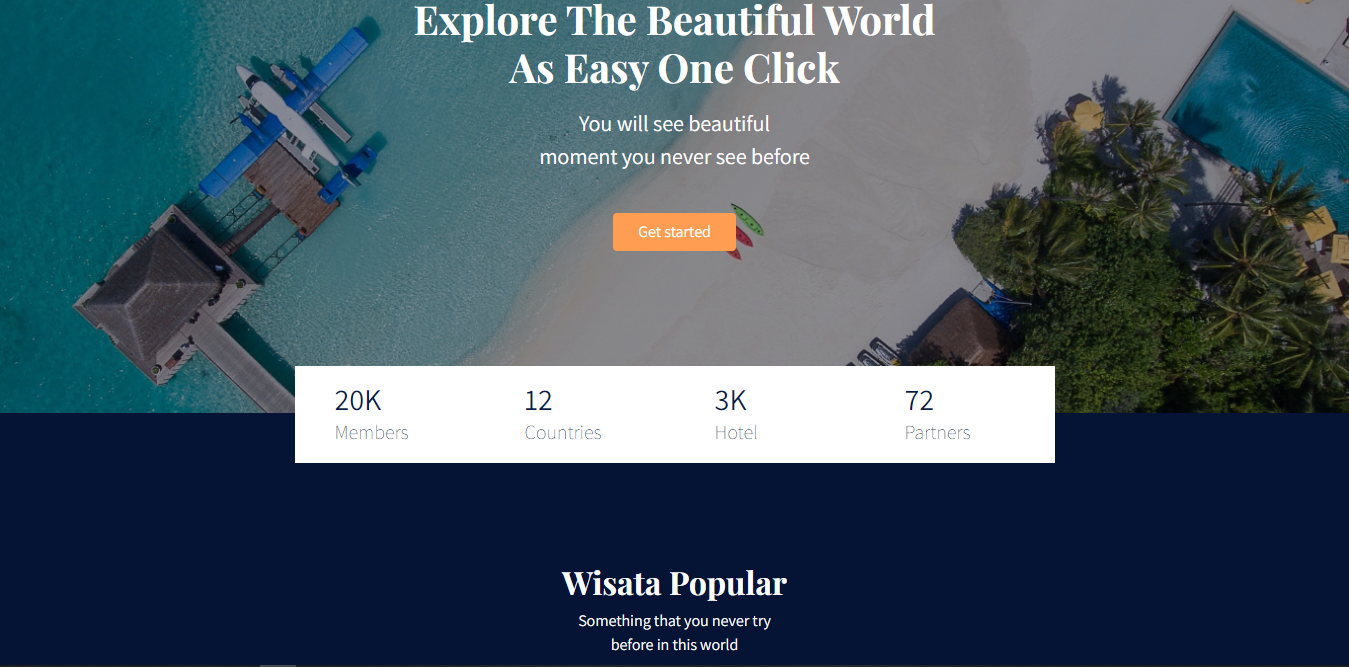 Explore The Beautiful World
As Easy One Click
You will see beautiful
moment you never see before
Get started
20K
Members
12
Countries
3K
Hotel
72
Partners
Wisata Popular
Something that you never try
before in this world